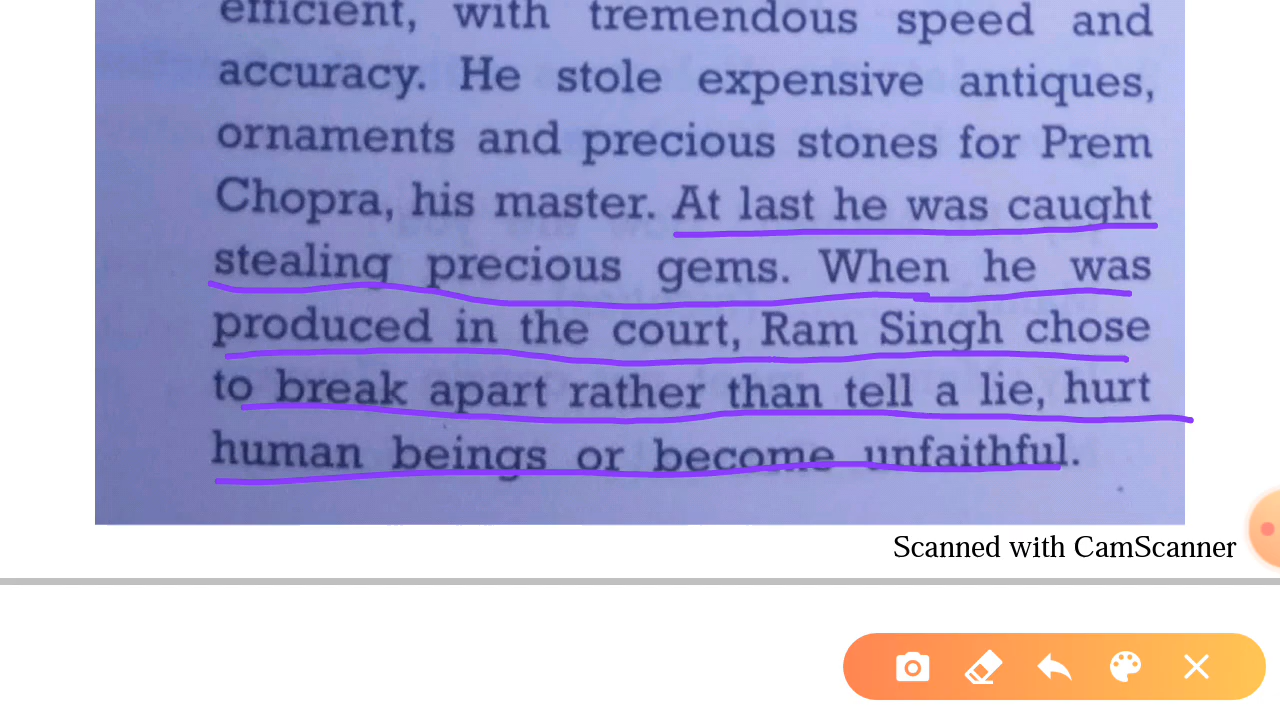 efficient, with tremendous speed and
accuracy. He stole expensive antiques,
ornaments and precious stones for Prem
Chopra, his master. At last he was caught
stealing precious gems. When he was
produced in the court, Ram Singh chose
to break apart rather than tell a lie, hurt
human beings or become unfaithful.
Scanned with CamScanner